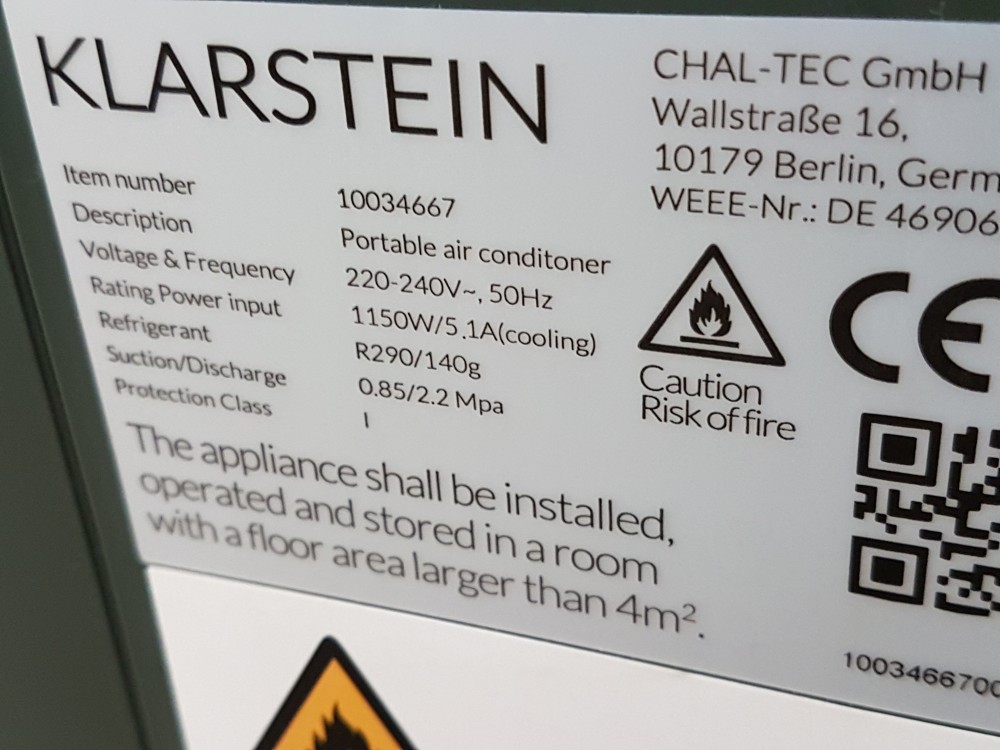 KLARSTEIN
Item number 10034667
Description Portable air conditoner
Voltage & Frequency 220-240V~, 50Hz
Rating Power input 1150W/5.1A(cooling)
Refrigerant R290/140g
Suction/Discharge 0.85/2.2 Mpa
Protection Class I
The appliance shall be installed,
operated and stored in a room
with a floor area larger than 4m².
CHAL-TEC GmbH
Wallstraße 16,
10179 Berlin, Germ
WEEE-Nr.: DE 46906
Caution
Risk of fire
CE
1003466700